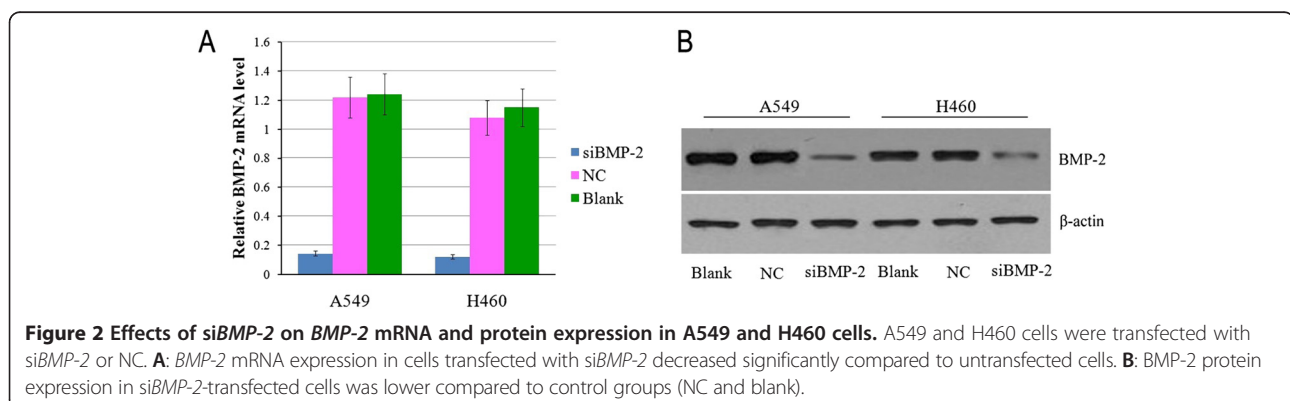 A
Relative BMP-2 mRNA level
1.6
1.4
1.2
1
0.8
0.6
0.4
0.2
0
A549
H460
siBMP-2
NC
Blank
B
A549 H460
BMP-2
β-actin
Blank NC siBMP-2 Blank NC siBMP-2
Figure 2 Effects of siBMP-2 on BMP-2 mRNA and protein expression in A549 and H460 cells. A549 and H460 cells were transfected with
siBMP-2 or NC. A: BMP-2 mRNA expression in cells transfected with siBMP-2 decreased significantly compared to untransfected cells. B: BMP-2 protein
expression in siBMP-2-transfected cells was lower compared to control groups (NC and blank).